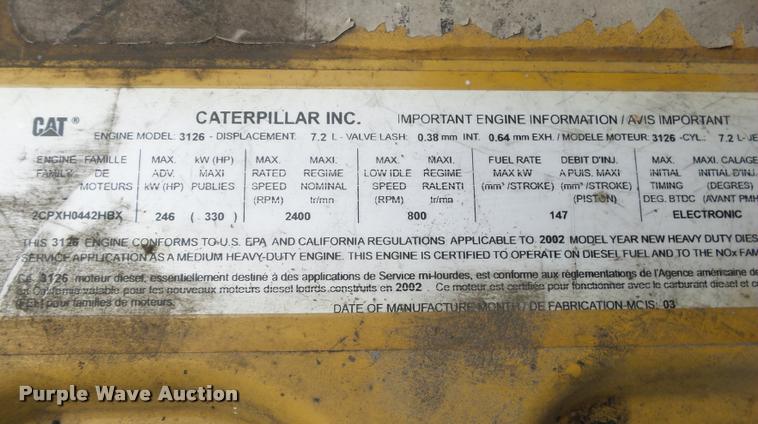 CAT® CATERPILLAR INC. IMPORTANT ENGINE INFORMATION / AVIS IMPORTANT
ENGINE MODEL: 3126 - DISPLACEMENT. 7.2 L - VALVE LASH: 0.38 mm INT. 0.64 mm EXH. / MODELE MOTEUR: 3126 -CYL.. 7.2 L-JE
ENGINE FAMILLE MAX. kW (HP) MAX. MAXI. MAX. MAXI. FUEL RATE DEBIT D'INJ. MAX. MAXI. CALAGE
FAMILY DE ADV. MAXI RATED REGIME LOW IDLE REGIME MAX kW A PUIS. MAXI INITIAL INITIAL D'INJ.
MOTEURS kW (HP) PUBLIES SPEED NOMINAL SPEED RALENTI (mm³ /STROKE) (mm³ /STROKE) TIMING (DEGRES)
(RPM) tr/mn (RPM) tr/mn (PISTON) DEG. BTDC (AVANT PMH
2CPXH0442HBX 246 ( 330 ) 2400 800 147 ELECTRONIC
THIS 3126 ENGINE CONFORMS TO U.S. EPA AND CALIFORNIA REGULATIONS APPLICABLE TO 2002 MODEL YEAR NEW HEAVY DUTY DIES
SERVICE APPLICATION AS A MEDIUM HEAVY-DUTY ENGINE. THIS ENGINE IS CERTIFIED TO OPERATE ON DIESEL FUEL AND TO THE NOx FAM
Ce 3126 moteur diesel, essentiellement destiné à des applications de Service mi-lourdes, est conforme aux réglementations de l'Agence américaine de
Californie valable pour les nouveaux moteurs diesel lourds construits en 2002 . Ce moteur est certifiée pour fonctionner avec le carburant diesel et co
pour familles de moteurs.
DATE OF MANUFACTURE MONTH / DE FABRICATION-MCIS: 03
Purple Wave Auction